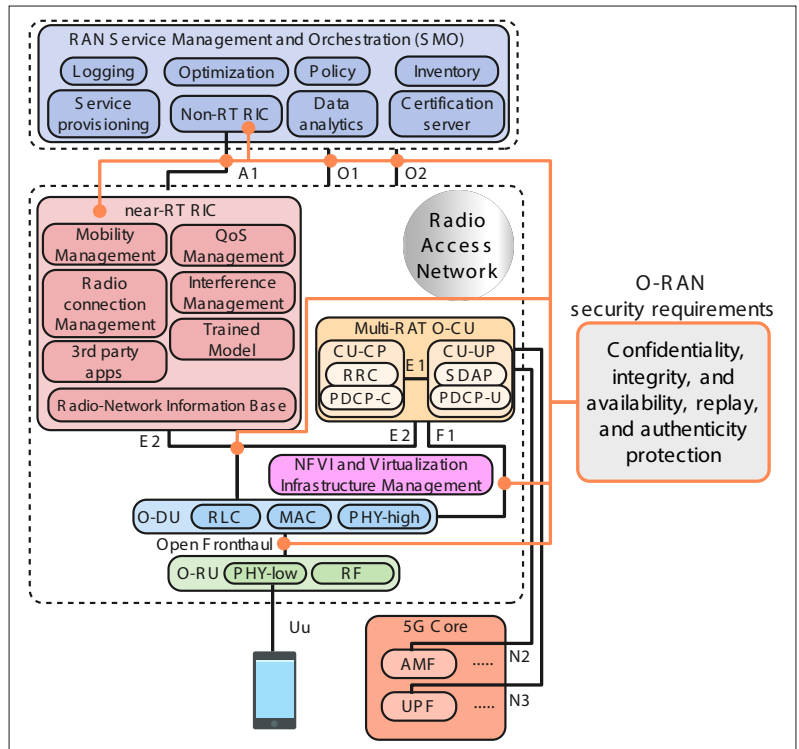 RAN Service Management and Orchestration (SMO)
Logging
Optimization
Policy
Inventory
Service
provisioning
Non-RT RIC
Data
analytics
Certification
server
A1
O1
O2
near-RT RIC
Mobility
Management
QoS
Management
Radio
connection
Management
Interference
Management
Trained
Model
3rd party
apps
Radio-Network Information Base
Radio
Access
Network
Multi-RAT O-CU
CU-CP
RRC
PDCP-C
E1
CU-UP
SDAP
PDCP-U
E2
E2
F1
NFVI and Virtualization
Infrastructure Management
O-DU
RLC
MAC
PHY-high
Open Fronthaul
O-RU
PHY-low
RF
Uu
5G Core
AMF
.....
N2
UPF
.....
N3
O-RAN
security requirements
Confidentiality,
integrity, and
availability, replay,
and authenticity
protection